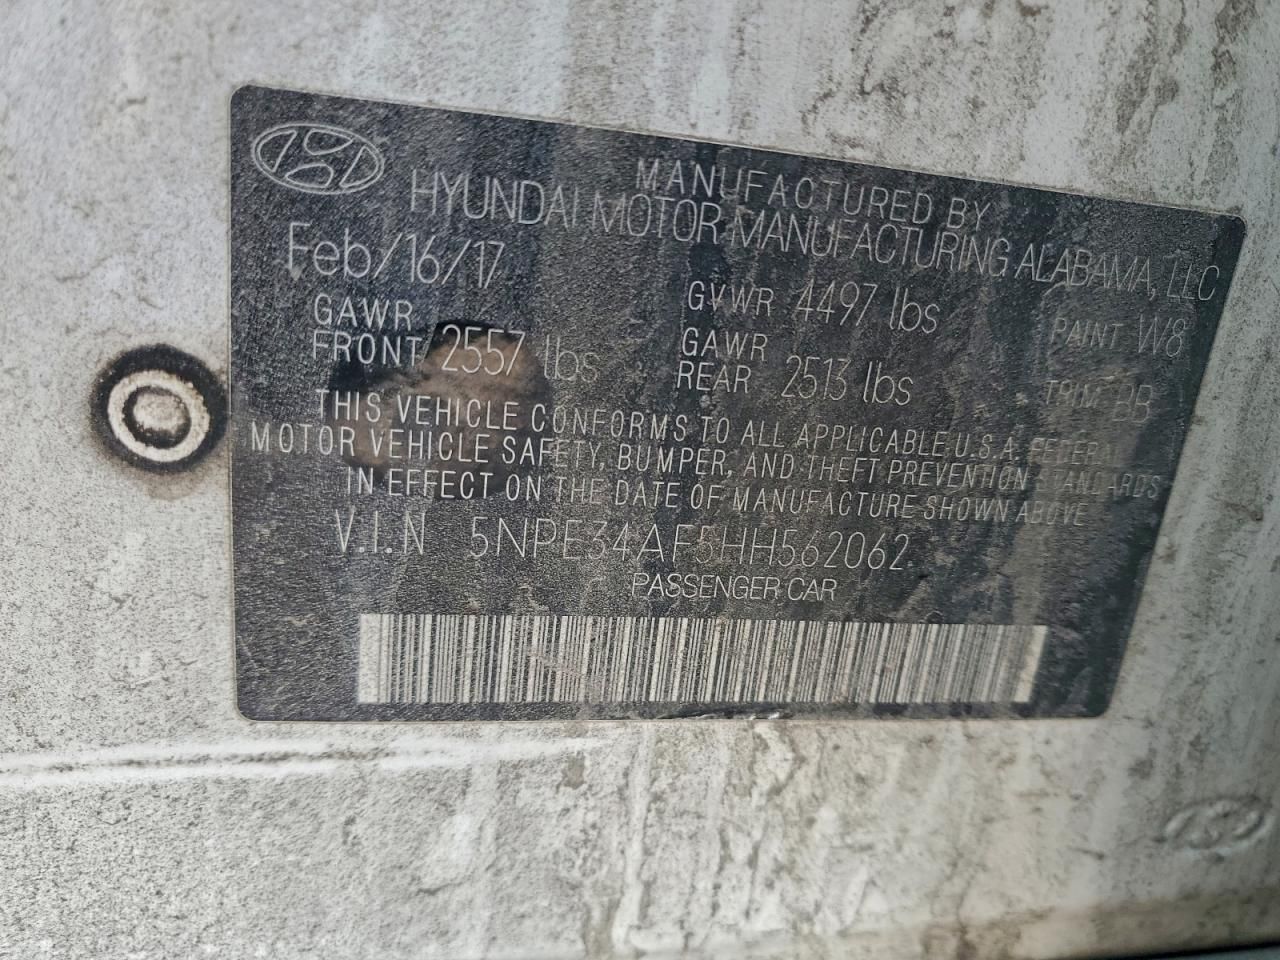 MANUFACTURED BY
HYUNDAI MOTOR MANUFACTURING ALABAMA, LLC
Feb/16/17
GVWR 4497 lbs
PAINT W8
GAWR FRONT 2557 lbs
GAWR REAR 2513 lbs
TRIM
THIS VEHICLE CONFORMS TO ALL APPLICABLE U.S.A. FEDERAL
MOTOR VEHICLE SAFETY, BUMPER, AND THEFT PREVENTION STANDARDS
IN EFFECT ON THE DATE OF MANUFACTURE SHOWN ABOVE
V.I.N 5NPE34AF5HH562062
PASSENGER CAR